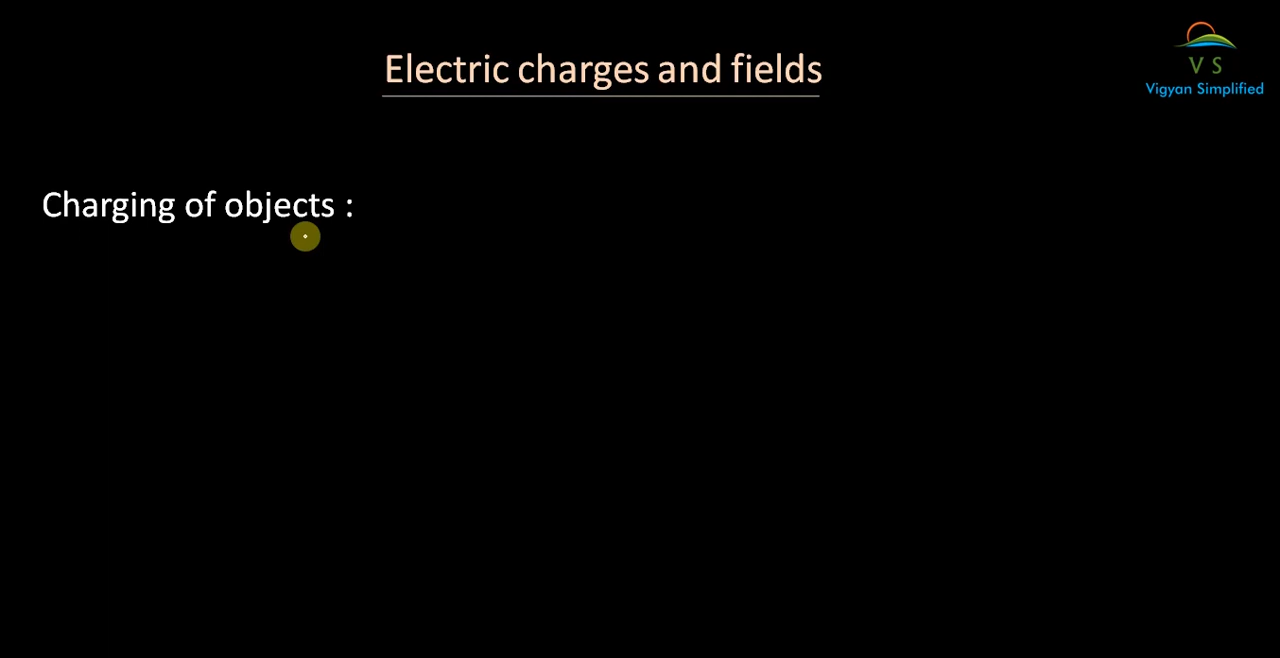 Electric charges and fields
V S
Vigyan Simplified
Charging of objects :